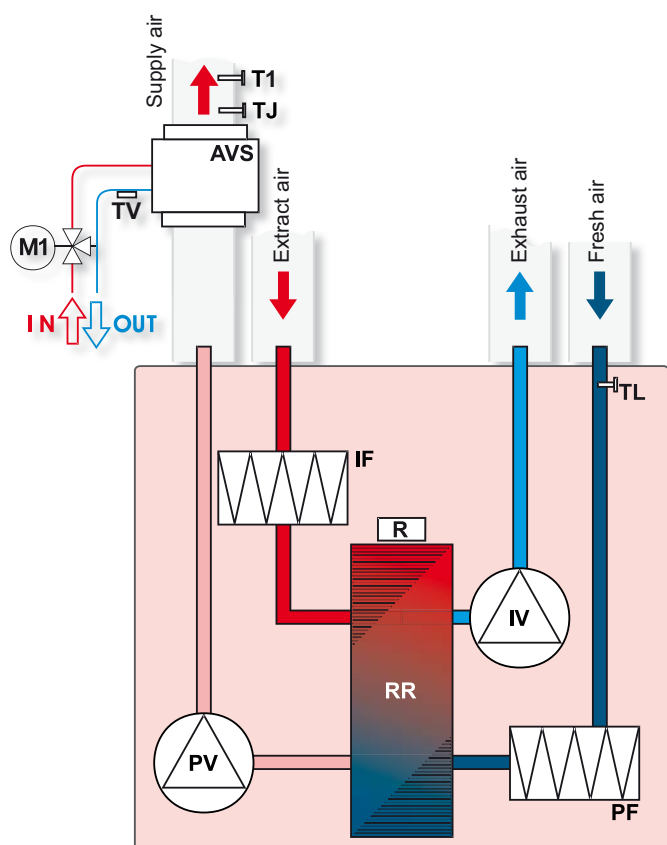 Supply air
T1
TJ
AVS
TV
M1
IN
OUT
Extract air
Exhaust air
Fresh air
TL
IF
R
IV
RR
PV
PF